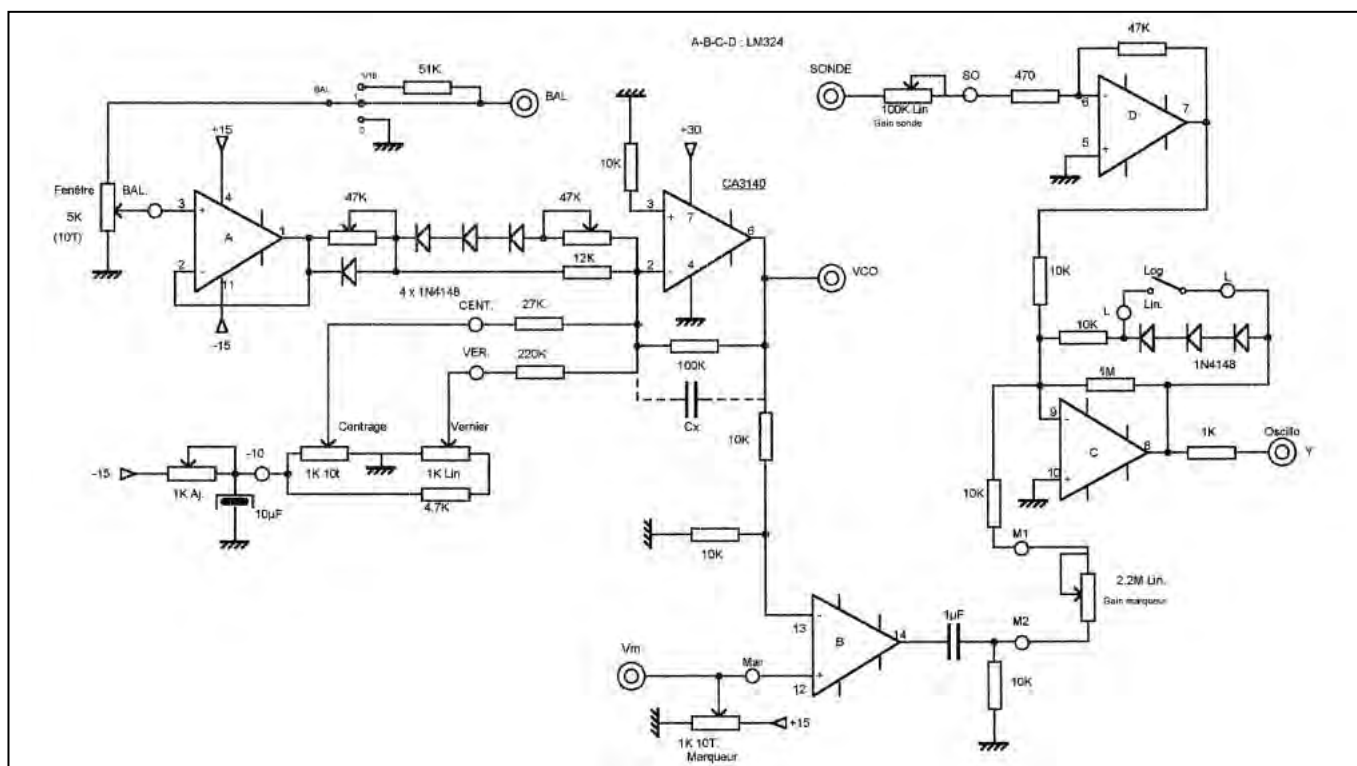 A-B-C-D : LM324
47K
SONDE
SO
470
100K Lin
Gain sonde
6
7
D
5
51K
BAL
BAL
+15
+30
10K
CA3140
Fenêtre
BAL.
5K
(10T)
3
4
A
1
2
11
-15
47K
47K
12K
4 x 1N4148
3
7
6
2
4
VCO
CENT.
27K
VER.
220K
100K
Cx
10K
10K
Log
Lin.
L
L
10K
1N4148
1M
9
C
8
10
1K
Oscillo
Y
Centrage
Vernier
-15
-10
1K 10t
1K Lin
1K Aj.
10µF
4.7K
10K
10K
M1
2.2M Lin.
Gain marqueur
M2
13
B
14
12
1µF
10K
Vm
Mar
+15
1K 10T.
Marqueur